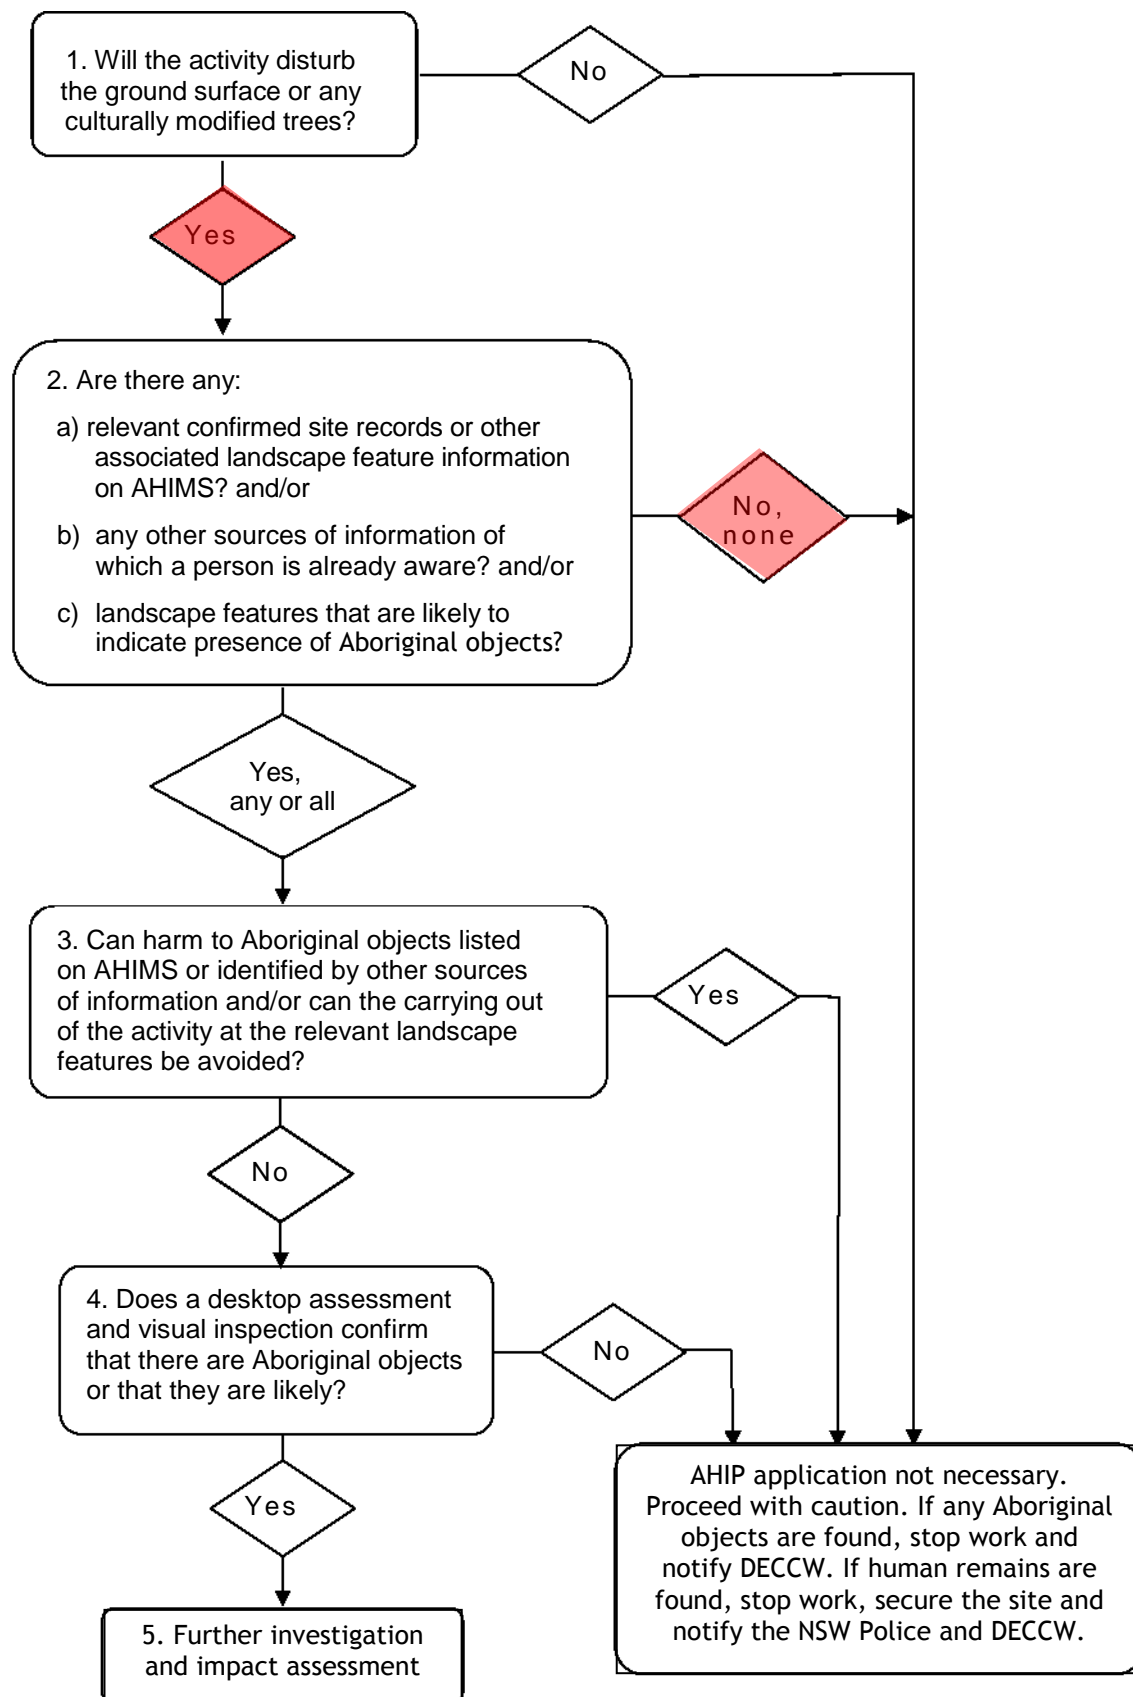 1. Will the activity disturb
the ground surface or any
culturally modified trees?
No
Yes
2. Are there any:
a) relevant confirmed site records or other
associated landscape feature information
on AHIMS? and/or
b) any other sources of information of
which a person is already aware? and/or
c) landscape features that are likely to
indicate presence of Aboriginal objects?
No,
none
Yes,
any or all
3. Can harm to Aboriginal objects listed
on AHIMS or identified by other sources
of information and/or can the carrying out
of the activity at the relevant landscape
features be avoided?
Yes
No
4. Does a desktop assessment
and visual inspection confirm
that there are Aboriginal objects
or that they are likely?
No
Yes
AHIP application not necessary.
Proceed with caution. If any Aboriginal
objects are found, stop work and
notify DECCW. If human remains are
found, stop work, secure the site and
notify the NSW Police and DECCW.
5. Further investigation
and impact assessment